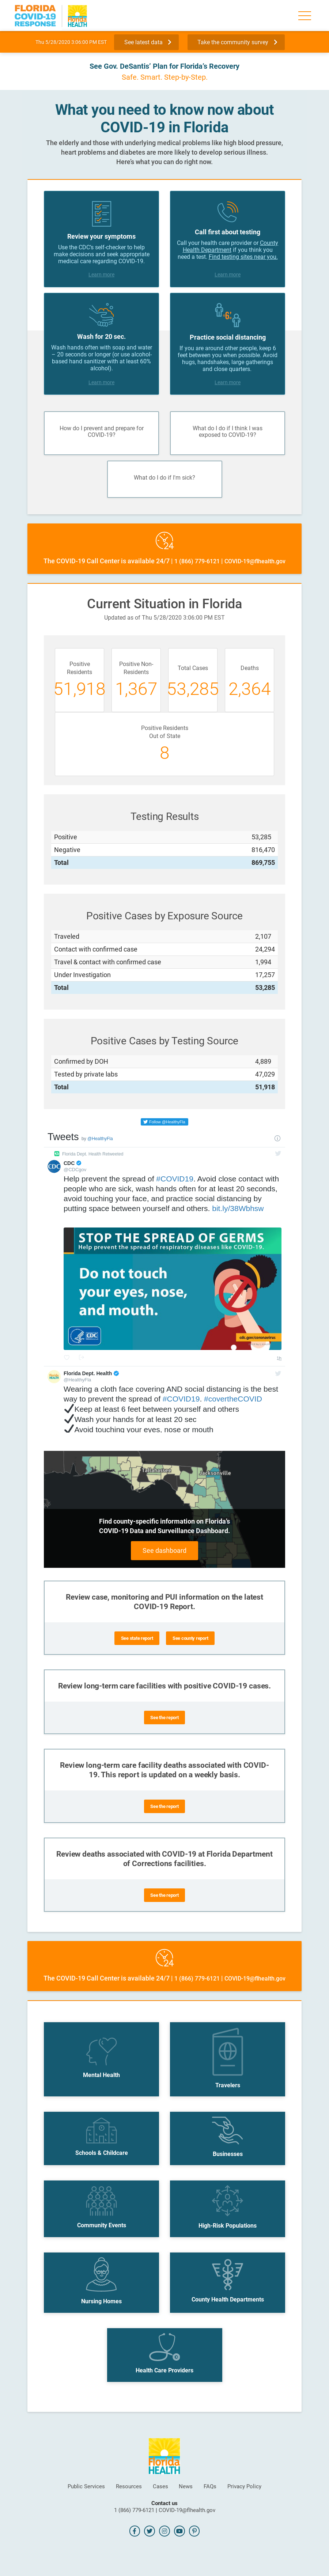 FLORIDA
COVID-19
RESPONSE
Florida
HEALTH
Thu 5/28/2020 3:06:00 PM EST
See latest data
Take the community survey
See Gov. DeSantis' Plan for Florida's Recovery
Safe. Smart. Step-by-Step.
What you need to know now about
COVID-19 in Florida
The elderly and those with underlying medical problems like high blood pressure,
heart problems and diabetes are more likely to develop serious illness.
Here's what you can do right now.
Review your symptoms
Use the CDC's self-checker to help
make decisions and seek appropriate
medical care regarding COVID-19.
Learn more
Call first about testing
Call your health care provider or County
Health Department if you think you
need a test. Find testing sites near you.
Learn more
Wash for 20 sec.
Wash hands often with soap and water
– 20 seconds or longer (or use alcohol-
based hand sanitizer with at least 60%
alcohol).
Learn more
6'
Practice social distancing
If you are around other people, keep 6
feet between you when possible. Avoid
hugs, handshakes, large gatherings
and close quarters.
Learn more
How do I prevent and prepare for
COVID-19?
What do I do if I think I was
exposed to COVID-19?
What do I do if I'm sick?
24
The COVID-19 Call Center is available 24/7 | 1 (866) 779-6121 | COVID-19@flhealth.gov
Current Situation in Florida
Updated as of Thu 5/28/2020 3:06:00 PM EST
Positive
Residents
51,918
Positive Non-
Residents
1,367
Total Cases
53,285
Deaths
2,364
Positive Residents
Out of State
8
Testing Results
Positive 53,285
Negative 816,470
Total 869,755
Positive Cases by Exposure Source
Traveled 2,107
Contact with confirmed case 24,294
Travel & contact with confirmed case 1,994
Under Investigation 17,257
Total 53,285
Positive Cases by Testing Source
Confirmed by DOH 4,889
Tested by private labs 47,029
Total 51,918
Follow @HealthyFla
Tweets by @HealthyFla
Florida Dept. Health Retweeted
CDC
@CDCgov
Help prevent the spread of #COVID19. Avoid close contact with
people who are sick, wash hands often for at least 20 seconds,
avoid touching your face, and practice social distancing by
putting space between yourself and others. bit.ly/38Wbhsw
STOP THE SPREAD OF GERMS
Help prevent the spread of respiratory diseases like COVID-19.
Do not touch
your eyes, nose,
and mouth.
CDC
cdc.gov/coronavirus
Florida Dept. Health
@HealthyFla
Wearing a cloth face covering AND social distancing is the best
way to prevent the spread of #COVID19. #covertheCOVID
✔Keep at least 6 feet between yourself and others
✔Wash your hands for at least 20 sec
✔Avoid touching your eyes, nose or mouth
Tallahassee
Jacksonville
Find county-specific information on Florida's
COVID-19 Data and Surveillance Dashboard.
See dashboard
Review case, monitoring and PUI information on the latest
COVID-19 Report.
See state report
See county report
Review long-term care facilities with positive COVID-19 cases.
See the report
Review long-term care facility deaths associated with COVID-
19. This report is updated on a weekly basis.
See the report
Review deaths associated with COVID-19 at Florida Department
of Corrections facilities.
See the report
24
The COVID-19 Call Center is available 24/7 | 1 (866) 779-6121 | COVID-19@flhealth.gov
Mental Health
Travelers
Schools & Childcare
Businesses
Community Events
High-Risk Populations
Nursing Homes
County Health Departments
Health Care Providers
Florida
HEALTH
Public Services
Resources
Cases
News
FAQs
Privacy Policy
Contact us
1 (866) 779-6121 | COVID-19@flhealth.gov